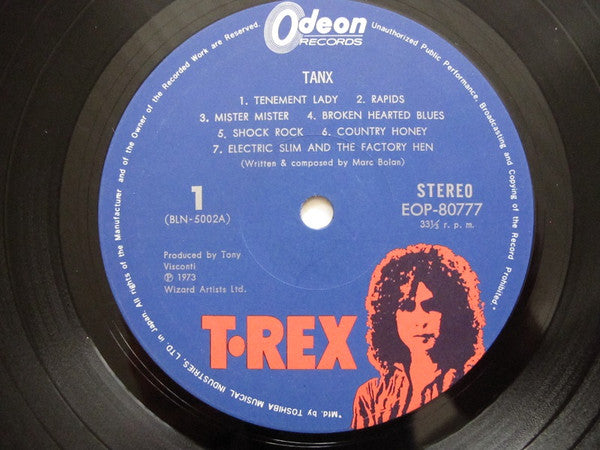 Odeon
RECORDS
TANX
1. TENEMENT LADY 2. RAPIDS
3. MISTER MISTER 4. BROKEN HEARTED BLUES
5. SHOCK ROCK 6. COUNTRY HONEY
7. ELECTRIC SLIM AND THE FACTORY HEN
(Written & composed by Marc Bolan)
1
(BLN-5002A)
STEREO
EOP-80777
33⅓ r. p. m.
Produced by Tony
Visconti
℗ 1973
Wizard Artists Ltd.
T•REX
*Mfd. by TOSHIBA MUSICAL INDUSTRIES, LTD. in Japan. All rights of the Manufacturer and of the Owner of the Recorded Work are Reserved. Unauthorized Public Performance, Broadcasting and Copying of the Record Prohibited.*